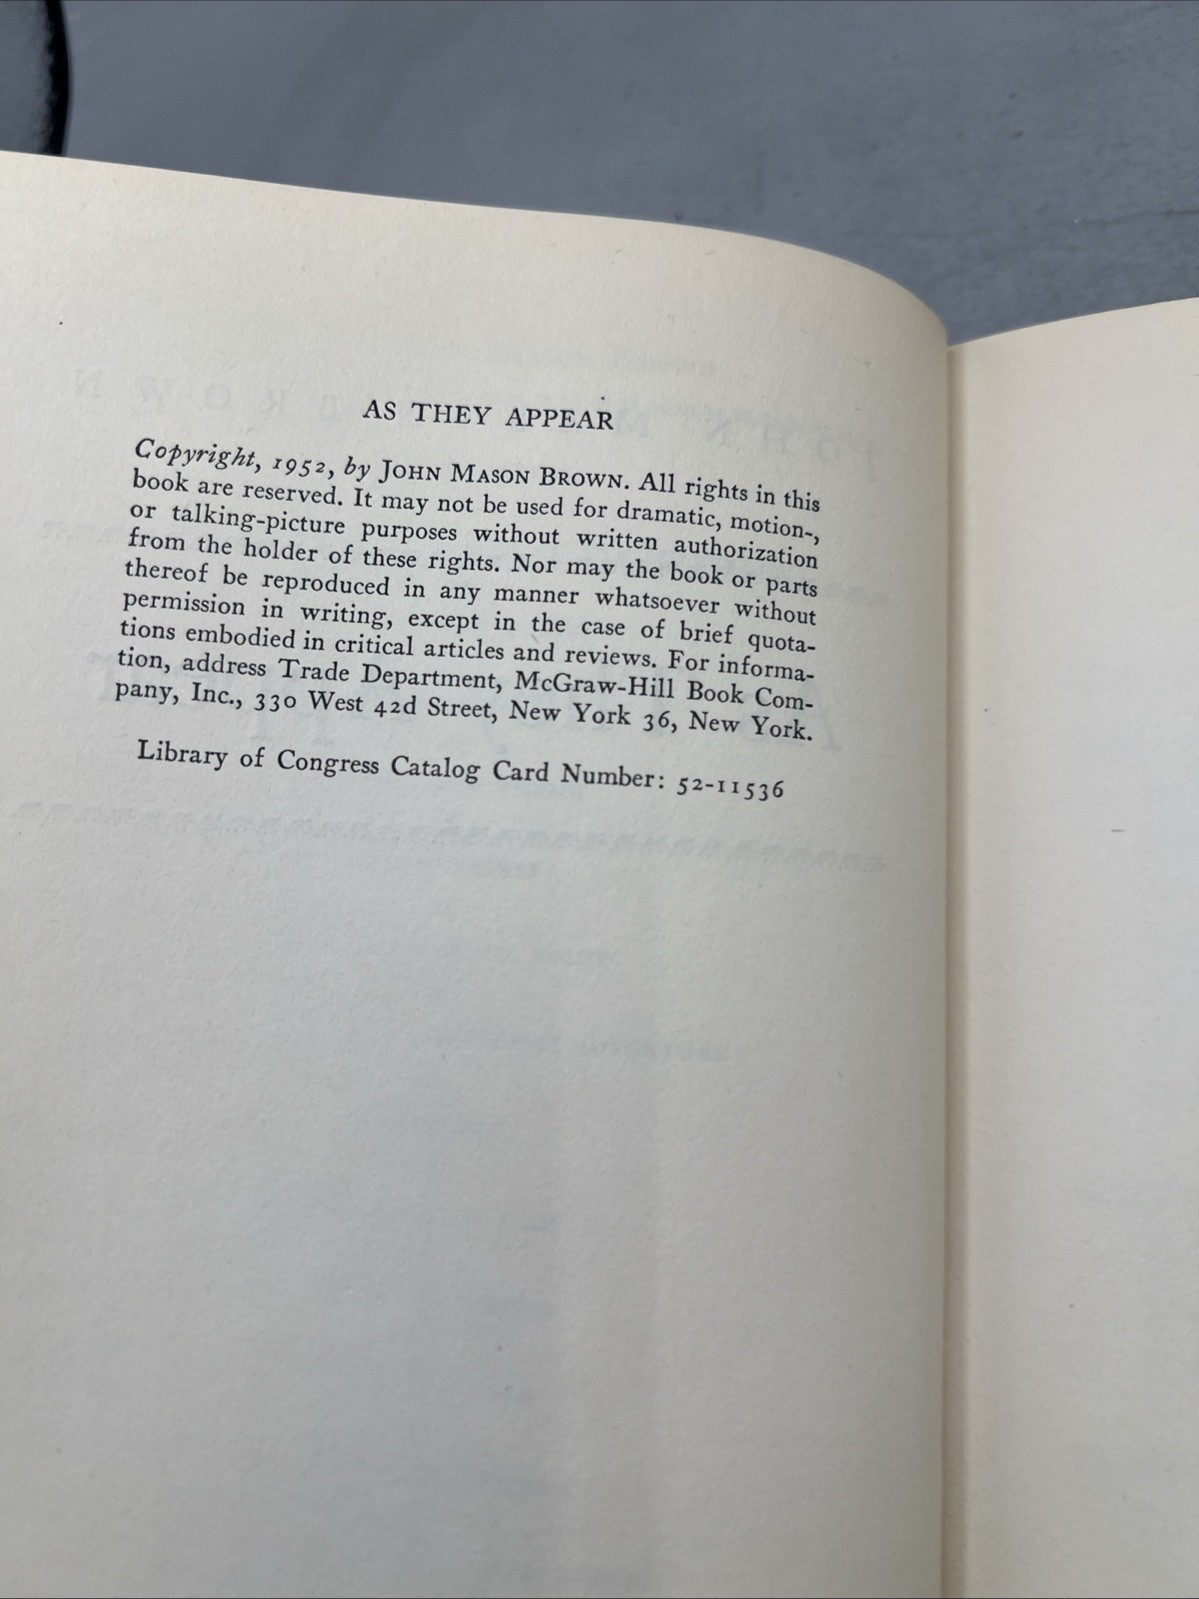 AS THEY APPEAR
Copyright, 1952, by JOHN MASON BROWN. All rights in this
book are reserved. It may not be used for dramatic, motion-,
or talking-picture purposes without written authorization
from the holder of these rights. Nor may the book or parts
thereof be reproduced in any manner whatsoever without
permission in writing, except in the case of brief quota-
tions embodied in critical articles and reviews. For informa-
tion, address Trade Department, McGraw-Hill Book Com-
pany, Inc., 330 West 42d Street, New York 36, New York.
Library of Congress Catalog Card Number: 52-11536